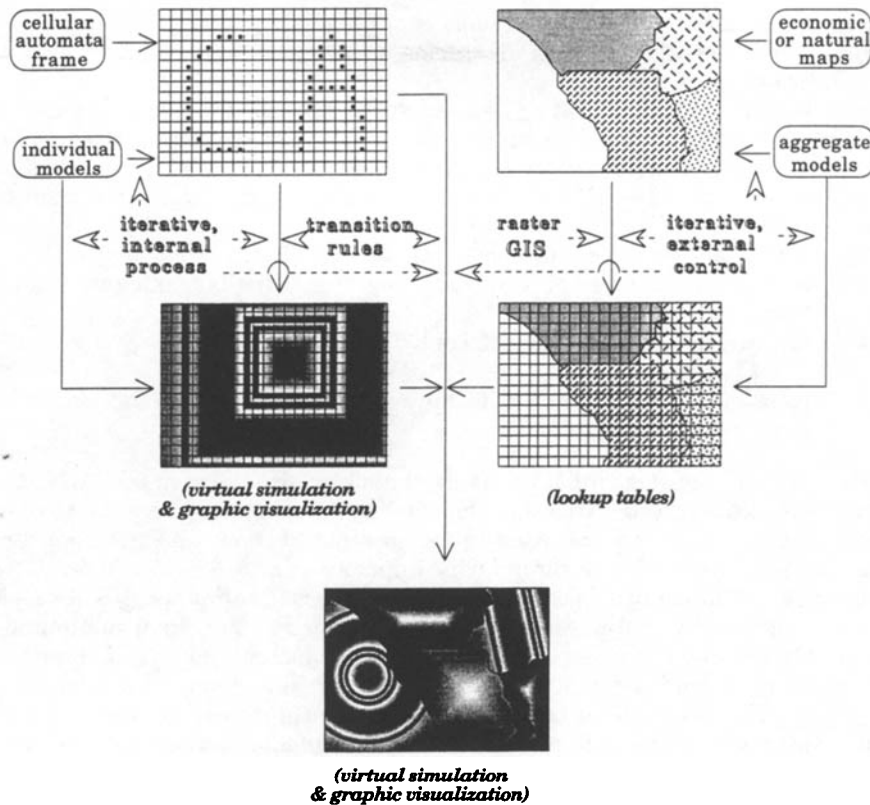 cellular
automata
frame
economic
or natural
maps
individual
models
aggregate
models
iterative,
internal
process
transition
rules
raster
GIS
iterative,
external
control
(virtual simulation
& graphic visualization)
(lookup tables)
(virtual simulation
& graphic visualization)